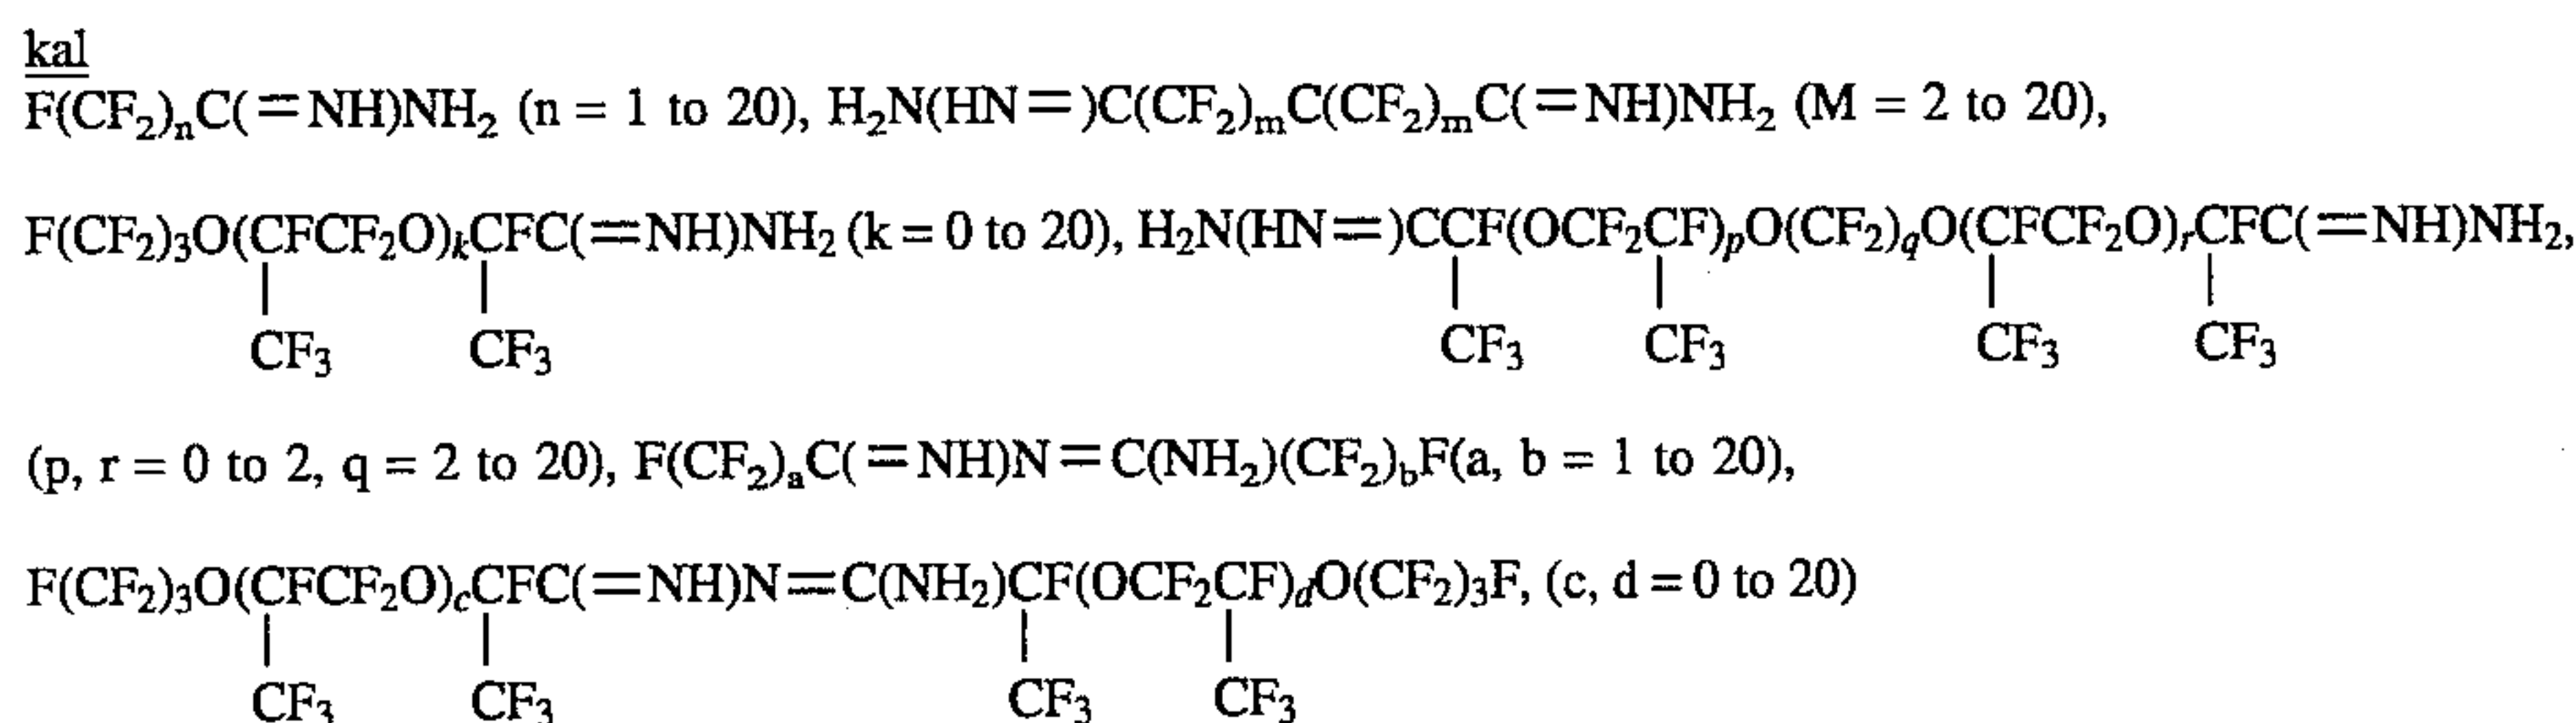 kal
F(CF₂)ₙC(=NH)NH₂ (n = 1 to 20), H₂N(HN=)C(CF₂)ₘC(CF₂)ₘC(=NH)NH₂ (M = 2 to 20),
F(CF₂)₃O(CFCF₂O)ₖCFC(=NH)NH₂ (k = 0 to 20), H₂N(HN=)CCF(OCF₂CF)ₚO(CF₂)qO(CFCF₂O)ᵣCFC(=NH)NH₂,
CF₃ CF₃ CF₃ CF₃ CF₃ CF₃
(p, r = 0 to 2, q = 2 to 20), F(CF₂)ₐC(=NH)N=C(NH₂)(CF₂)bF(a, b = 1 to 20),
F(CF₂)₃O(CFCF₂O)cCFC(=NH)N=C(NH₂)CF(OCF₂CF)dO(CF₂)₃F, (c, d = 0 to 20)
CF₃ CF₃ CF₃ CF₃